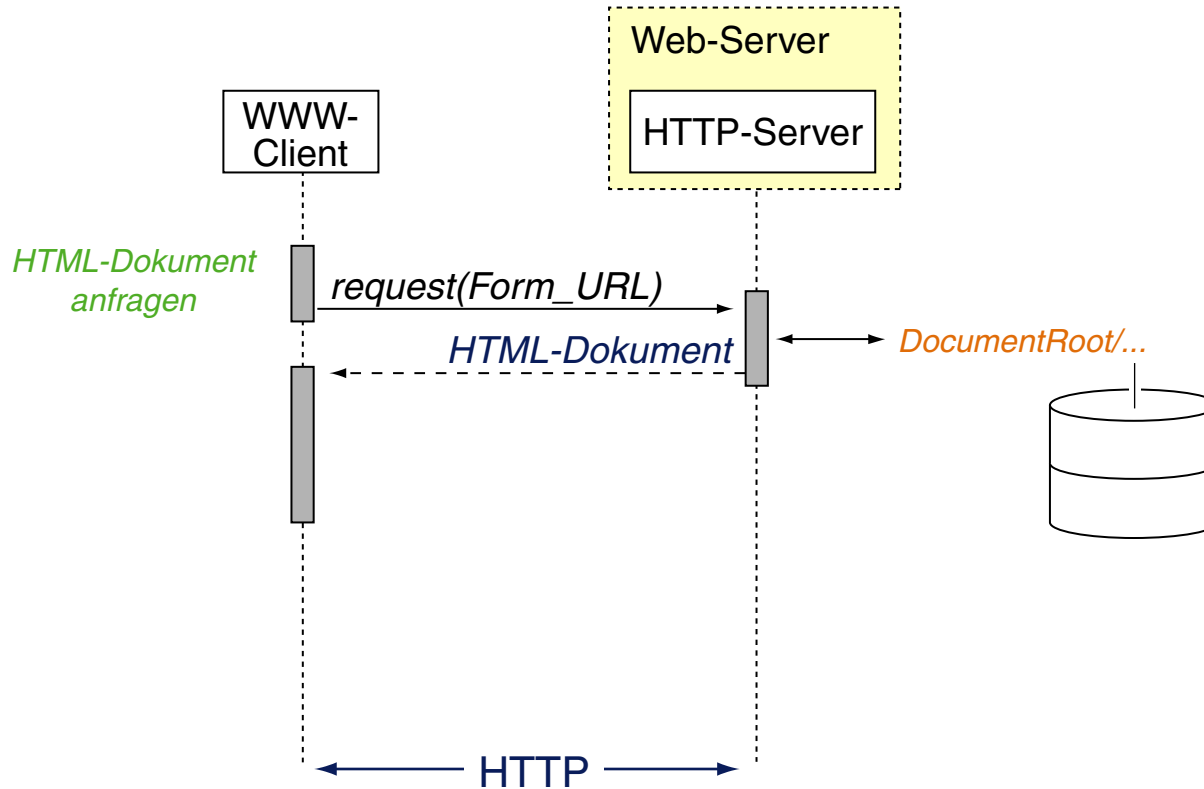 Web-Server
WWW-
Client
HTTP-Server
HTML-Dokument
anfragen
request(Form_URL)
HTML-Dokument
DocumentRoot/...
HTTP